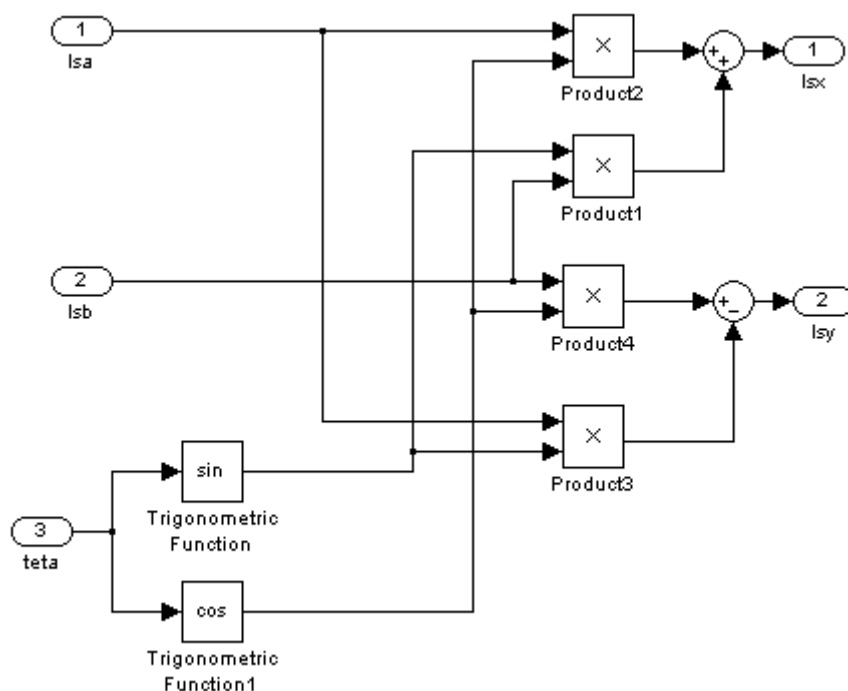 1
Isa
×
Product2
+
+
1
Isx
×
Product1
2
Isb
×
Product4
+
−
2
Isy
×
Product3
sin
Trigonometric
Function
3
teta
cos
Trigonometric
Function1